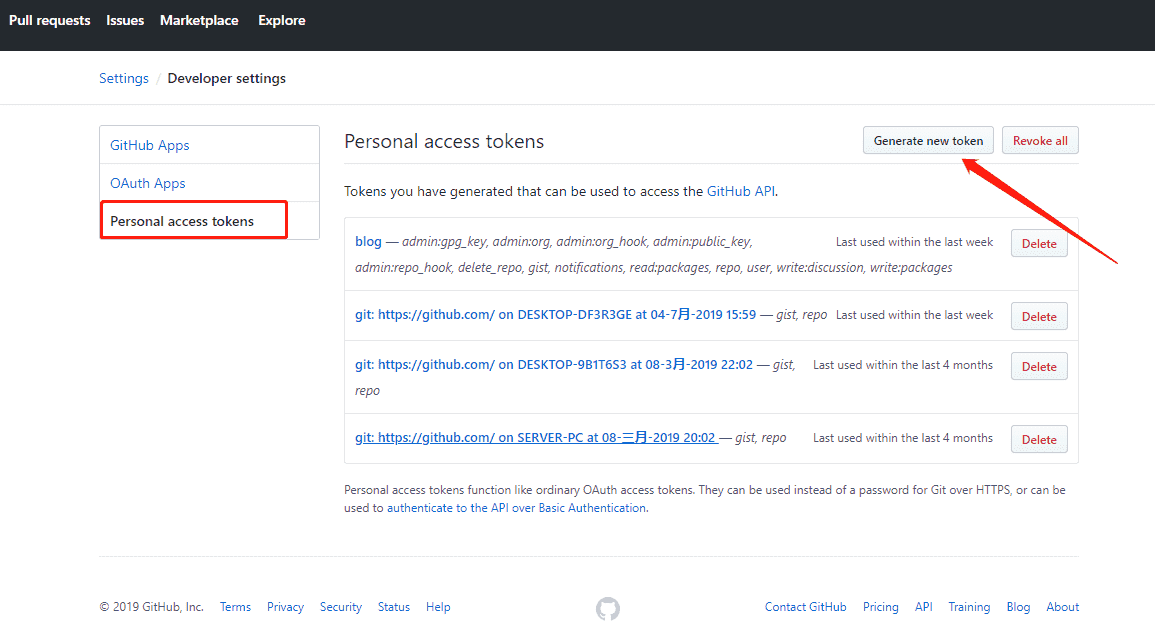 Pull requests Issues Marketplace Explore
Settings / Developer settings
GitHub Apps
OAuth Apps
Personal access tokens
Personal access tokens
Generate new token
Revoke all
Tokens you have generated that can be used to access the GitHub API.
blog — admin:gpg_key, admin:org, admin:org_hook, admin:public_key,
admin:repo_hook, delete_repo, gist, notifications, read:packages, repo, user, write:discussion, write:packages
Last used within the last week
Delete
git: https://github.com/ on DESKTOP-DF3R3GE at 04-7月-2019 15:59 — gist, repo
Last used within the last week
Delete
git: https://github.com/ on DESKTOP-9B1T6S3 at 08-3月-2019 22:02 — gist,
repo
Last used within the last 4 months
Delete
git: https://github.com/ on SERVER-PC at 08-三月-2019 20:02 — gist, repo
Last used within the last 4 months
Delete
Personal access tokens function like ordinary OAuth access tokens. They can be used instead of a password for Git over HTTPS, or can be
used to authenticate to the API over Basic Authentication.
© 2019 GitHub, Inc. Terms Privacy Security Status Help
Contact GitHub Pricing API Training Blog About